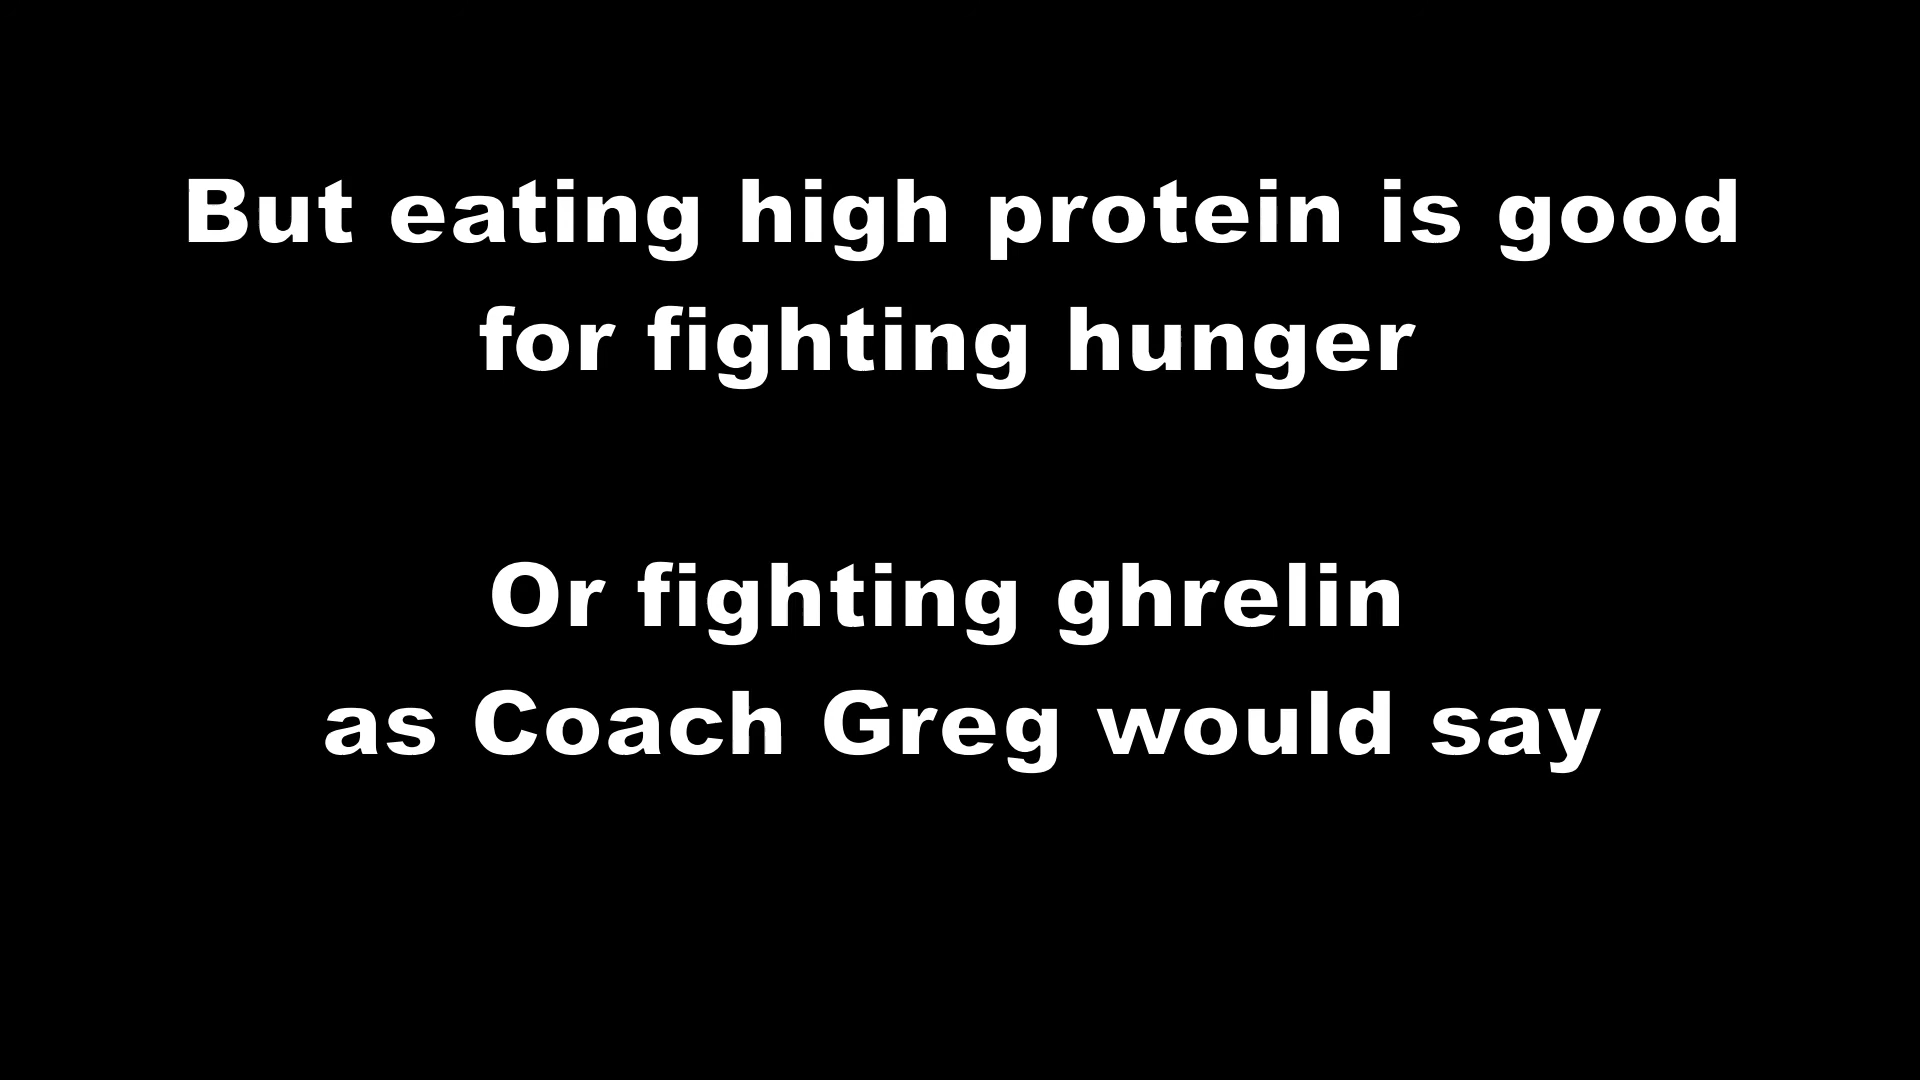 But eating high protein is good
for fighting hunger
Or fighting ghrelin
as Coach Greg would say